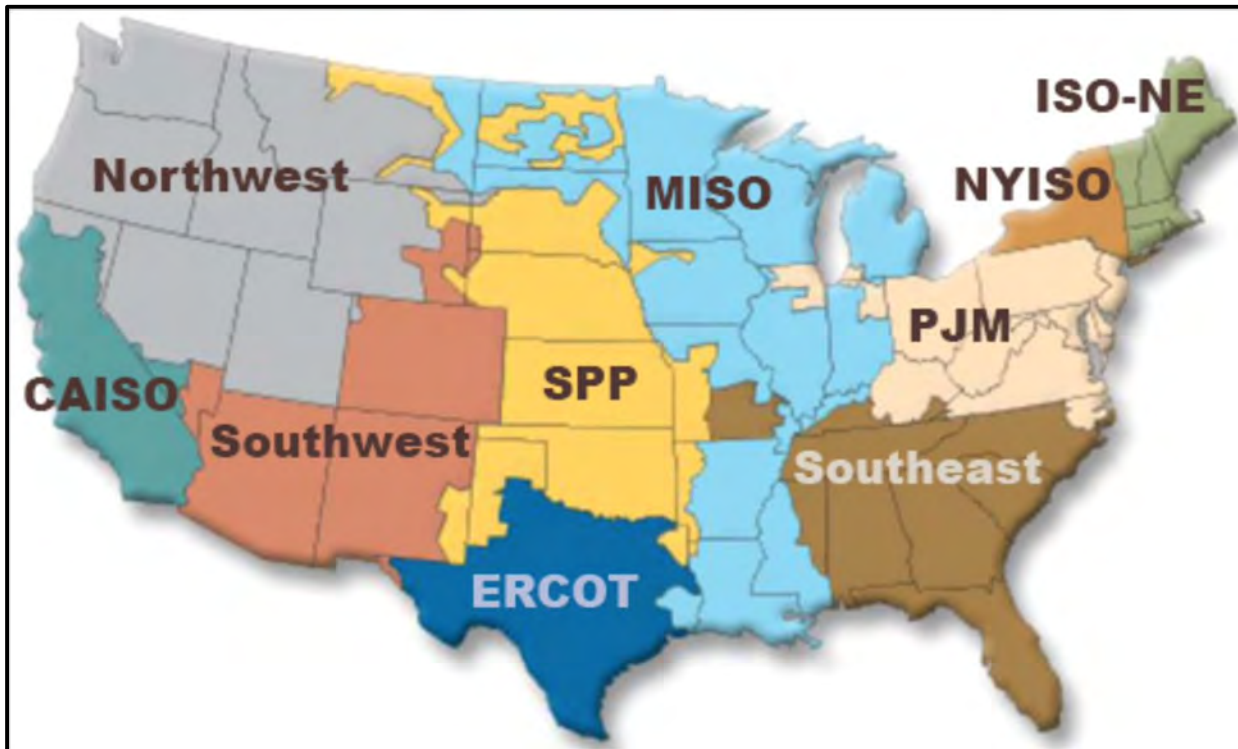 ISO-NE
Northwest
MISO
NYISO
PJM
CAISO
SPP
Southwest
Southeast
ERCOT